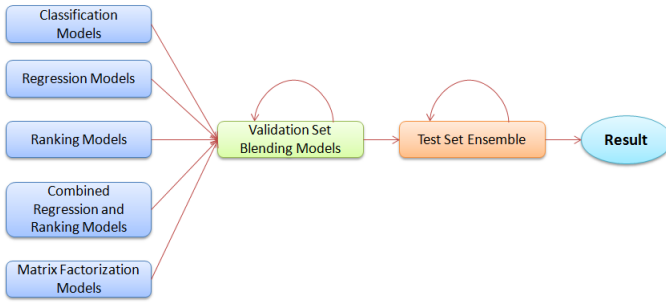 Classification
Models
Regression Models
Ranking Models
Combined
Regression and
Ranking Models
Matrix Factorization
Models
Validation Set
Blending Models
Test Set Ensemble
Result